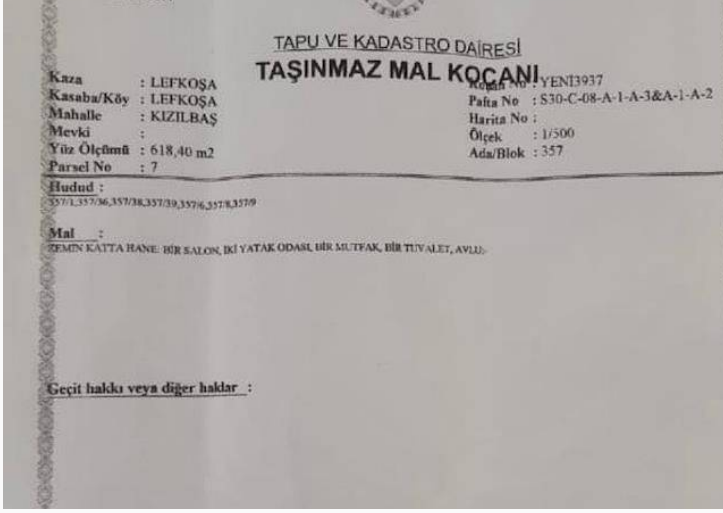 TAPU VE KADASTRO DAİRESİ
TAŞINMAZ MAL KOÇANI
Kaza : LEFKOŞA
Kasaba/Köy : LEFKOŞA
Mahalle : KIZILBAŞ
Mevki :
Yüz Ölçümü : 618,40 m2
Parsel No : 7
Koçan No : YENİ3937
Pafta No : S30-C-08-A-1-A-3&A-1-A-2
Harita No :
Ölçek : 1/500
Ada/Blok : 357
Hudud :
357/1,357/36,357/38,357/39,357/6,357/8,357/9
Mal :
ZEMİN KATTA HANE: BİR SALON, İKİ YATAK ODASI, BİR MUTFAK, BİR TUVALET, AVLU;-
Geçit hakkı veya diğer haklar :